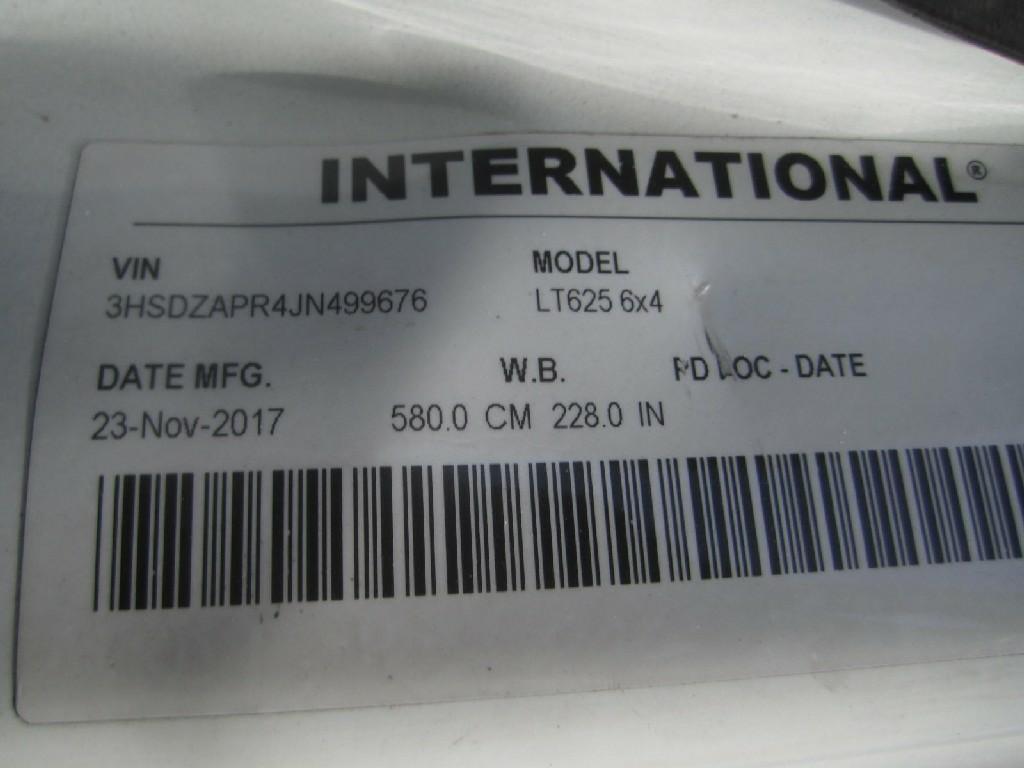 INTERNATIONAL®
VIN MODEL
3HSDZAPR4JN499676 LT625 6x4
DATE MFG. W.B. PD LOC - DATE
23-Nov-2017 580.0 CM 228.0 IN